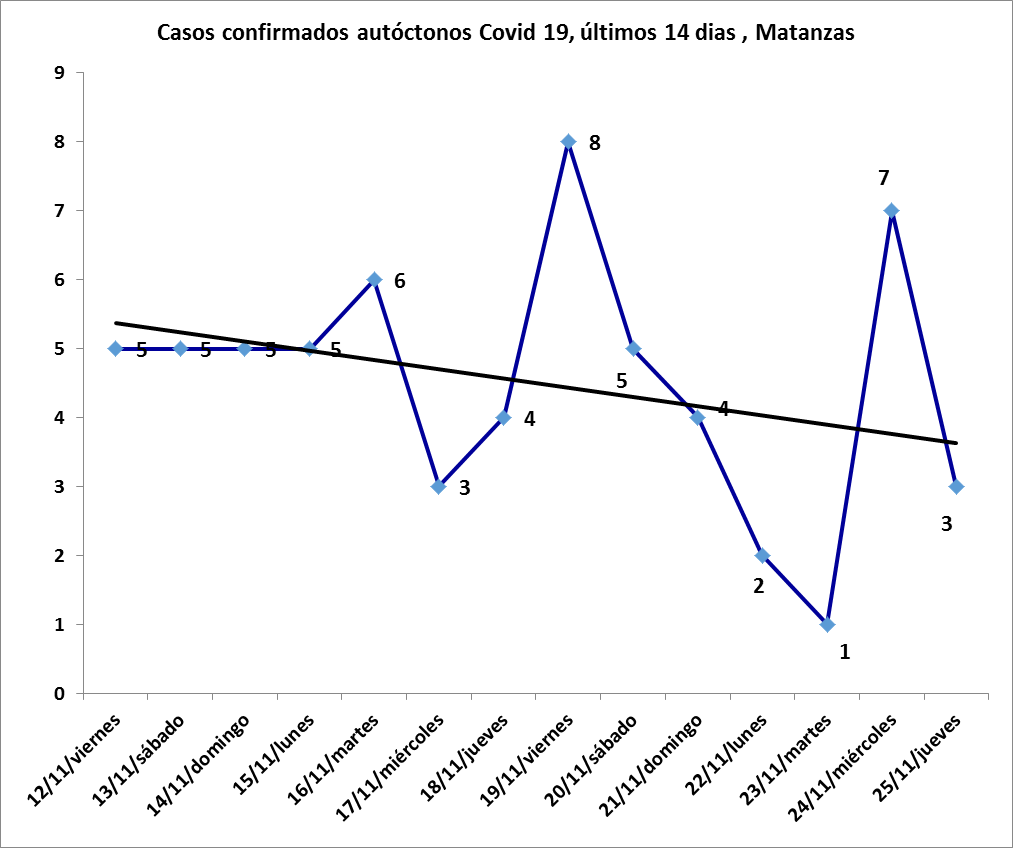 Casos confirmados autóctonos Covid 19, últimos 14 dias , Matanzas
9
8
7
6
5
4
3
2
1
0
5
5
5
5
6
3
4
8
5
4
2
1
7
3
12/11/viernes
13/11/sábado
14/11/domingo
15/11/lunes
16/11/martes
17/11/miércoles
18/11/jueves
19/11/viernes
20/11/sábado
21/11/domingo
22/11/lunes
23/11/martes
24/11/miércoles
25/11/jueves